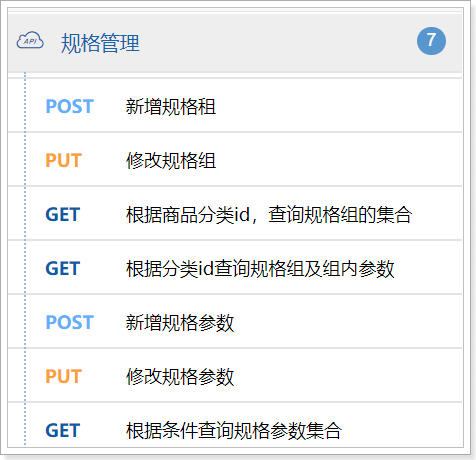 API 规格管理 7
POST 新增规格租
PUT 修改规格组
GET 根据商品分类id，查询规格组的集合
GET 根据分类id查询规格组及组内参数
POST 新增规格参数
PUT 修改规格参数
GET 根据条件查询规格参数集合